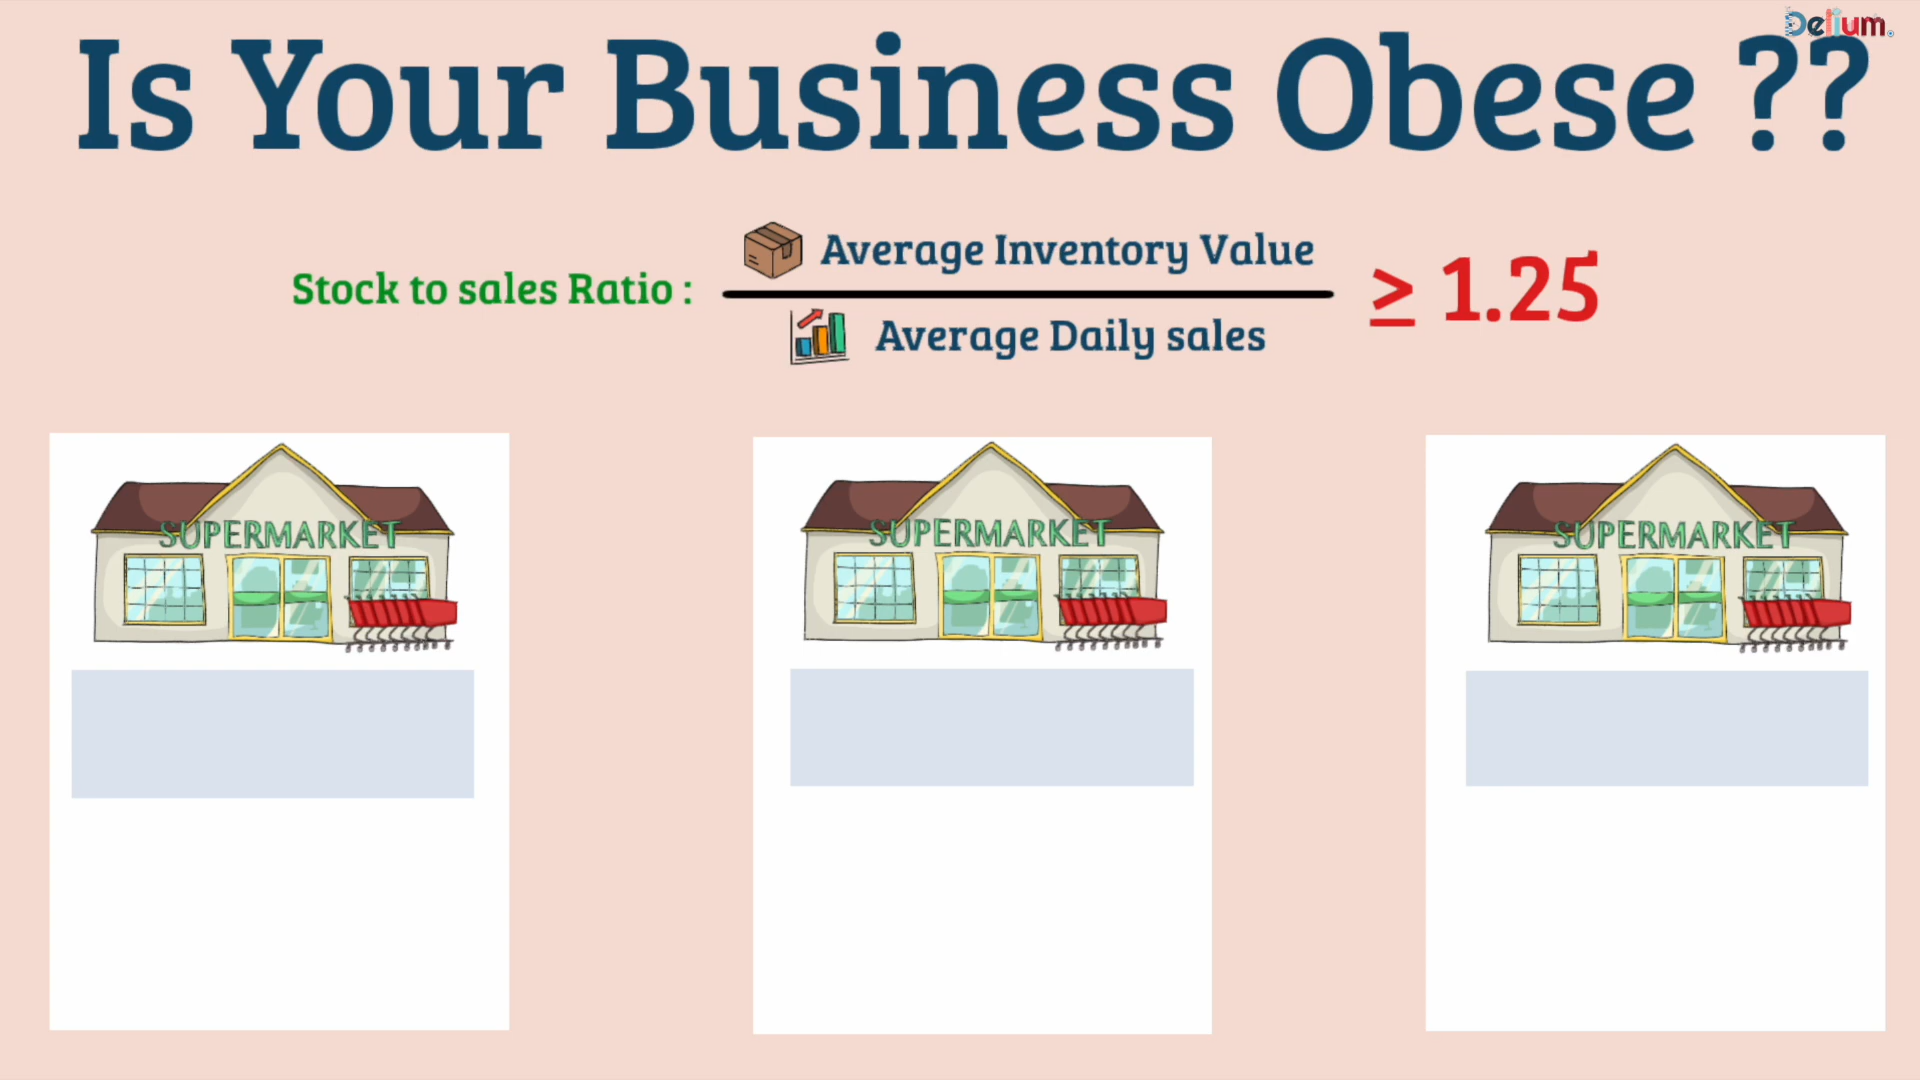 Delium.
Is Your Business Obese ??
Average Inventory Value
Stock to sales Ratio :
≥ 1.25
Average Daily sales
SUPERMARKET
SUPERMARKET
SUPERMARKET